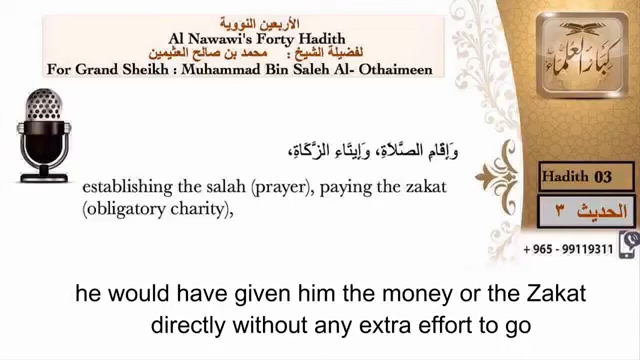 الأربعين النووية
Al Nawawi's Forty Hadith
لفضيلة الشيخ : محمد بن صالح العثيمين
For Grand Sheikh : Muhammad Bin Saleh Al- Othaimeen
كبار العلماء
وَإِقَامِ الصَّلَاةِ، وَإِيتَاءِ الزَّكَاةِ،
establishing the salah (prayer), paying the zakat
(obligatory charity),
Hadith 03
الحديث ٣
+ 965 - 99119311
he would have given him the money or the Zakat
directly without any extra effort to go